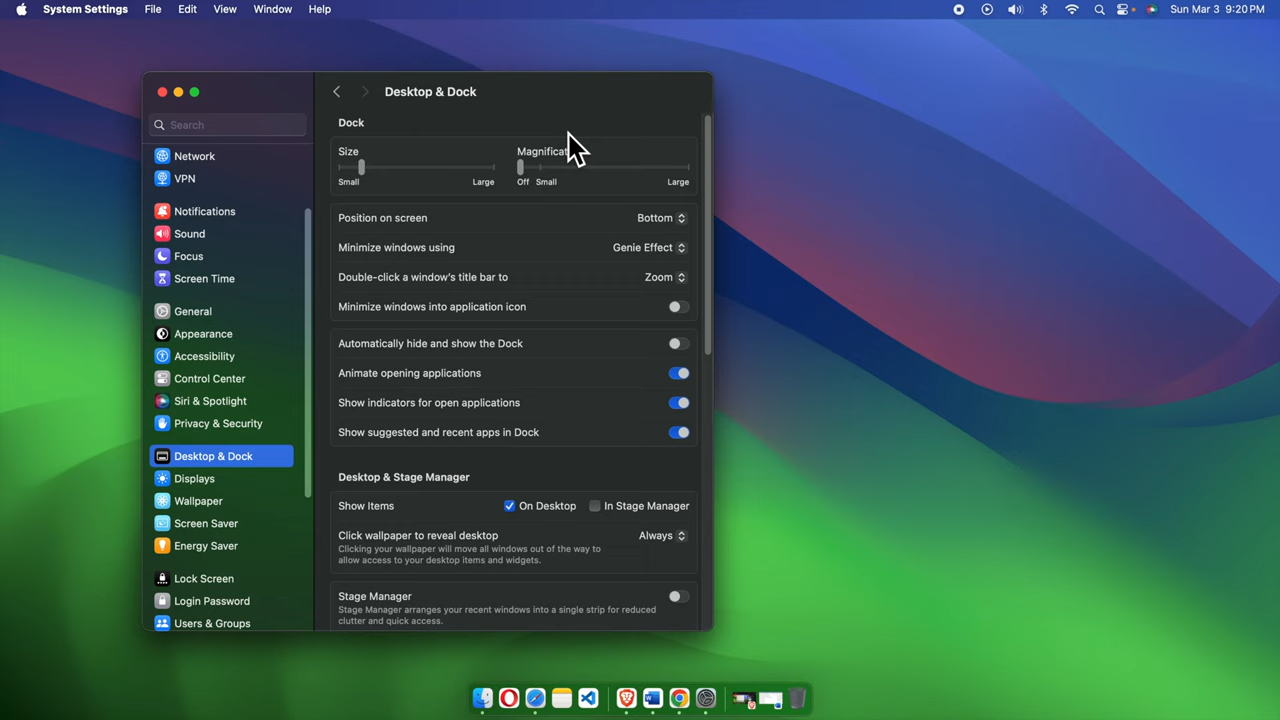 System Settings File Edit View Window Help Sun Mar 3 9:20 PM
Desktop & Dock
Search
Network
VPN
Notifications
Sound
Focus
Screen Time
General
Appearance
Accessibility
Control Center
Siri & Spotlight
Privacy & Security
Desktop & Dock
Displays
Wallpaper
Screen Saver
Energy Saver
Lock Screen
Login Password
Users & Groups
Dock
Size Magnificat
Small Large Off Small Large
Position on screen Bottom
Minimize windows using Genie Effect
Double-click a window's title bar to Zoom
Minimize windows into application icon
Automatically hide and show the Dock
Animate opening applications
Show indicators for open applications
Show suggested and recent apps in Dock
Desktop & Stage Manager
Show Items On Desktop In Stage Manager
Click wallpaper to reveal desktop Always
Clicking your wallpaper will move all windows out of the way to
allow access to your desktop items and widgets.
Stage Manager
Stage Manager arranges your recent windows into a single strip for reduced
clutter and quick access.